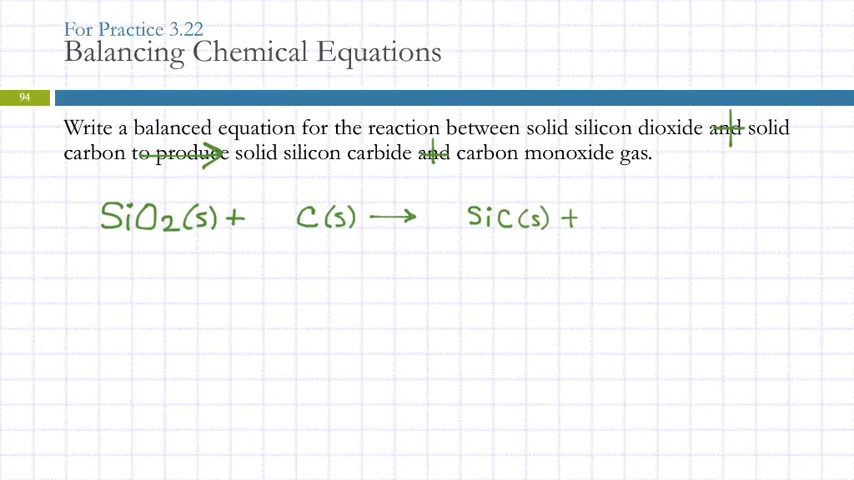 For Practice 3.22
Balancing Chemical Equations
94
Write a balanced equation for the reaction between solid silicon dioxide and solid
carbon to produce solid silicon carbide and carbon monoxide gas.
SiO2(s) + C(s) → SiC(s) +